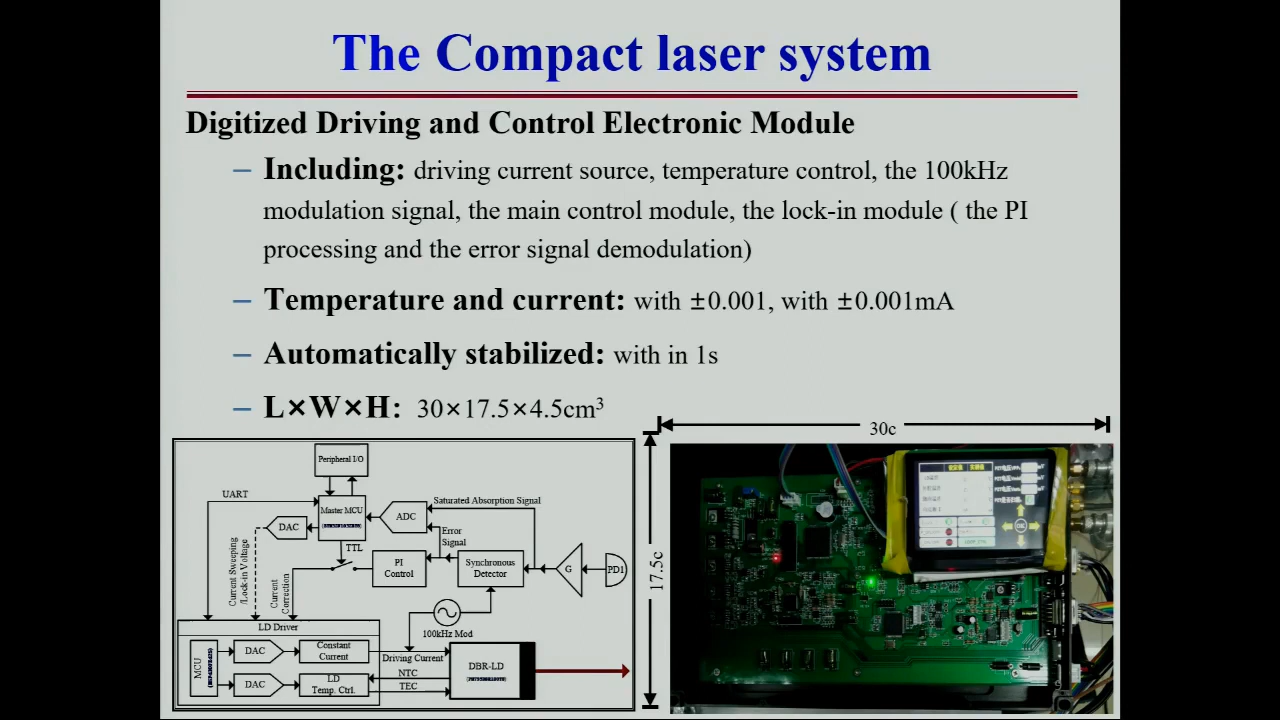 The Compact laser system
Digitized Driving and Control Electronic Module
– Including: driving current source, temperature control, the 100kHz
modulation signal, the main control module, the lock-in module ( the PI
processing and the error signal demodulation)
– Temperature and current: with ±0.001, with ±0.001mA
– Automatically stabilized: with in 1s
– L×W×H: 30×17.5×4.5cm³
30c
17.5c
Peripheral I/O
UART
Master MCU
DAC
ADC
Saturated Absorption Signal
Error
Signal
TTL
PI
Control
Synchronous
Detector
G
PD1
Current Sweeping
/Lock-in Voltage
Current
Correction
100kHz Mod
LD Driver
MCU
DAC
Constant
Current
Driving Current
DBR-LD
NTC
DAC
LD
Temp. Ctrl.
TEC
OK